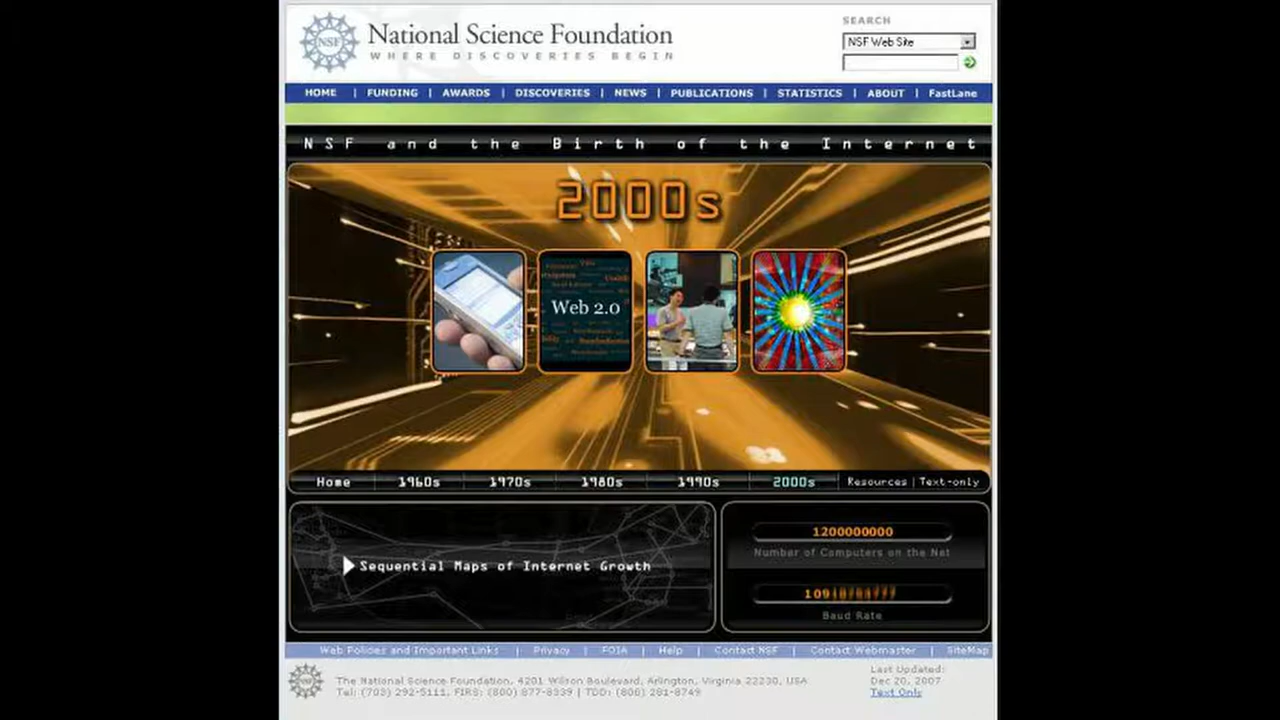 NSF
National Science Foundation
WHERE DISCOVERIES BEGIN
SEARCH
NSF Web Site
HOME | FUNDING | AWARDS | DISCOVERIES | NEWS | PUBLICATIONS | STATISTICS | ABOUT | FastLane
NSF and the Birth of the Internet
2000s
Web 2.0
Home 1960s 1970s 1980s 1990s 2000s Resources | Text-only
Sequential Maps of Internet Growth
1200000000
Number of Computers on the Net
Baud Rate
Web Policies and Important Links | Privacy | FOIA | Help | Contact NSF | Contact Webmaster | SiteMap
The National Science Foundation, 4201 Wilson Boulevard, Arlington, Virginia 22230, USA
Tel: (703) 292-5111, FIRS: (800) 877-8339 | TDD: (800) 281-8749
Last Updated:
Dec 20, 2007
Text Only